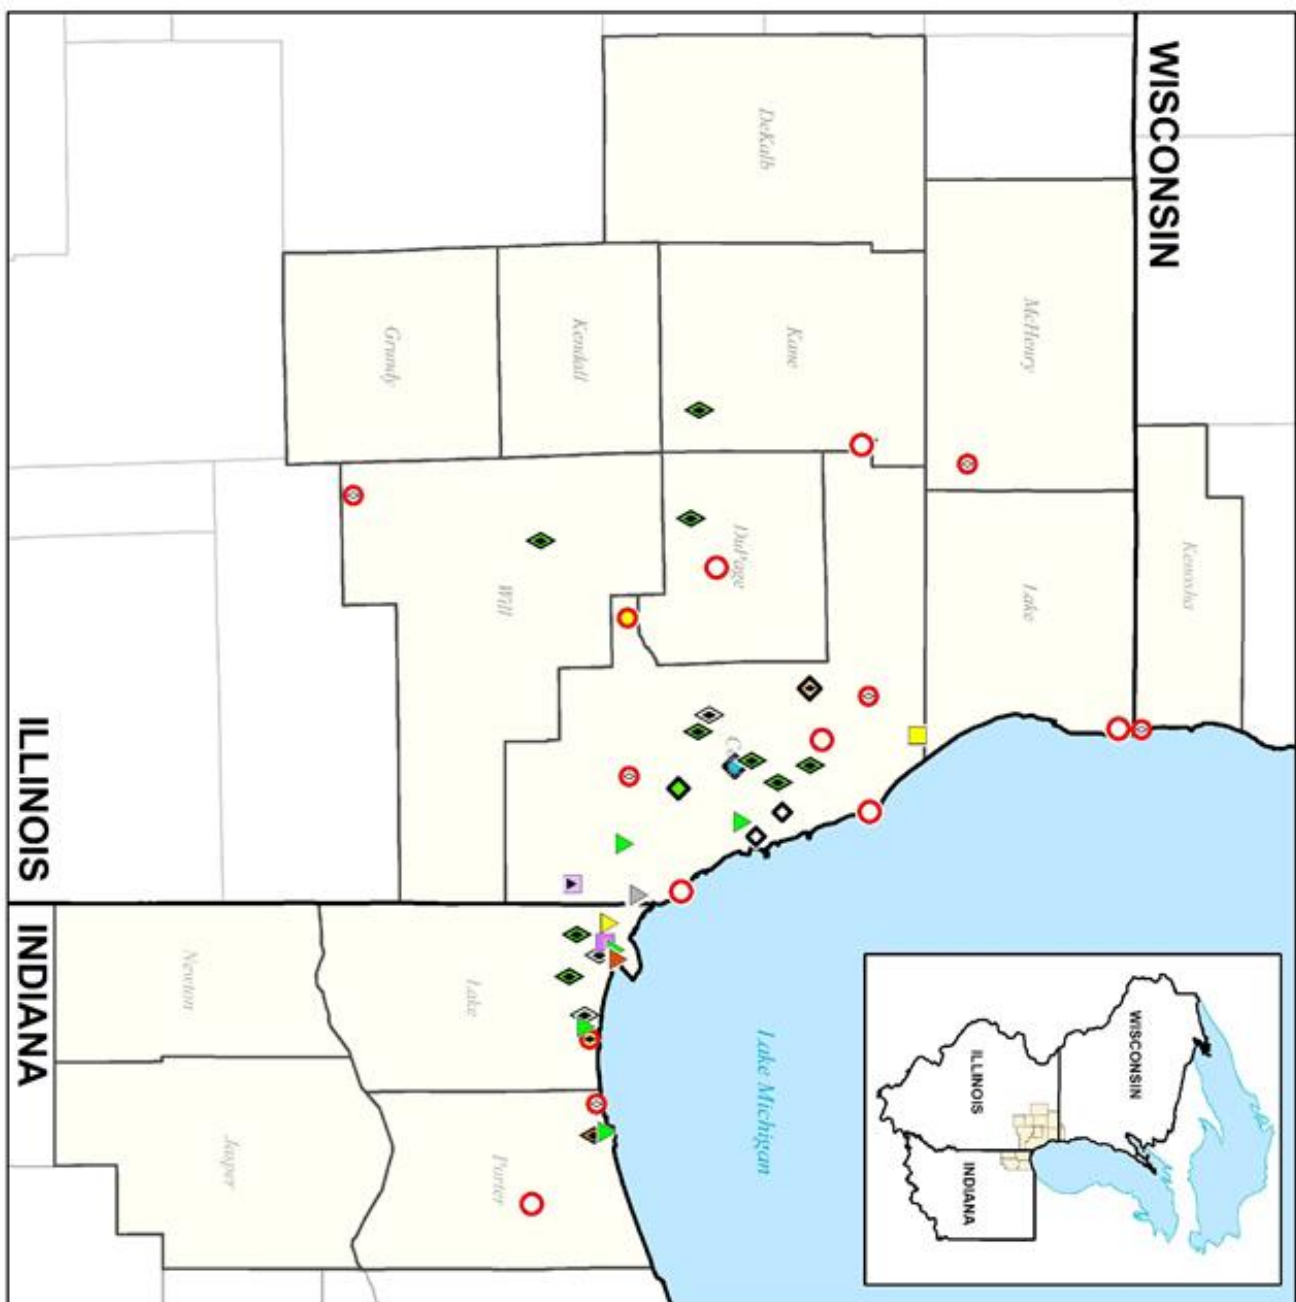 Kenosha
WISCONSIN
WISCONSIN
McHenry
Lake
ILLINOIS
INDIANA
Kane
DeKalb
Lake Michigan
DuPage
Kendall
Will
Porter
Lake
Grundy
Jasper
Newton
ILLINOIS
INDIANA